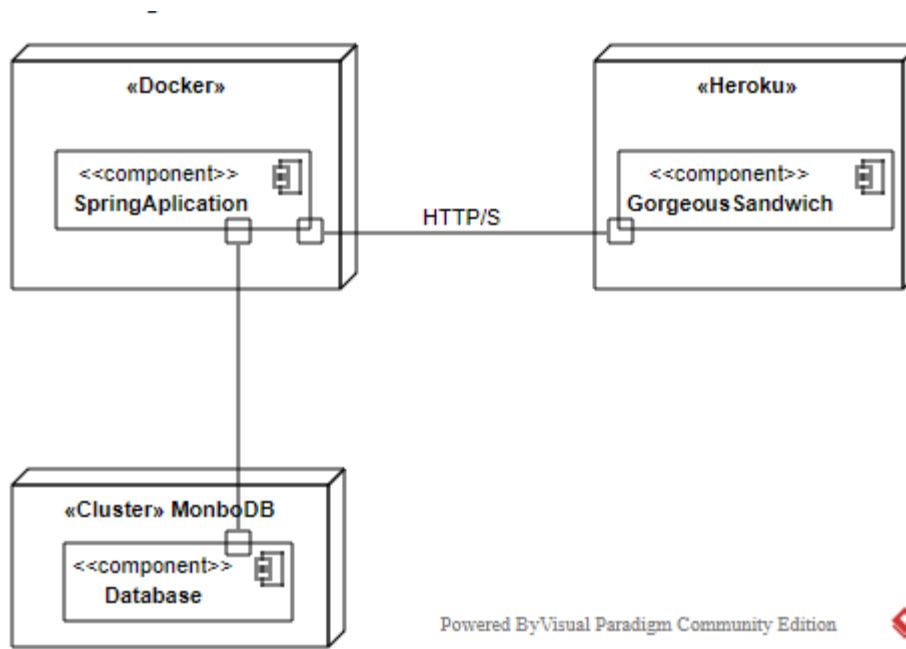 «Docker»
«Heroku»
<<component>>
SpringAplication
<<component>>
GorgeousSandwich
HTTP/S
«Cluster» MonboDB
<<component>>
Database
Powered ByVisual Paradigm Community Edition